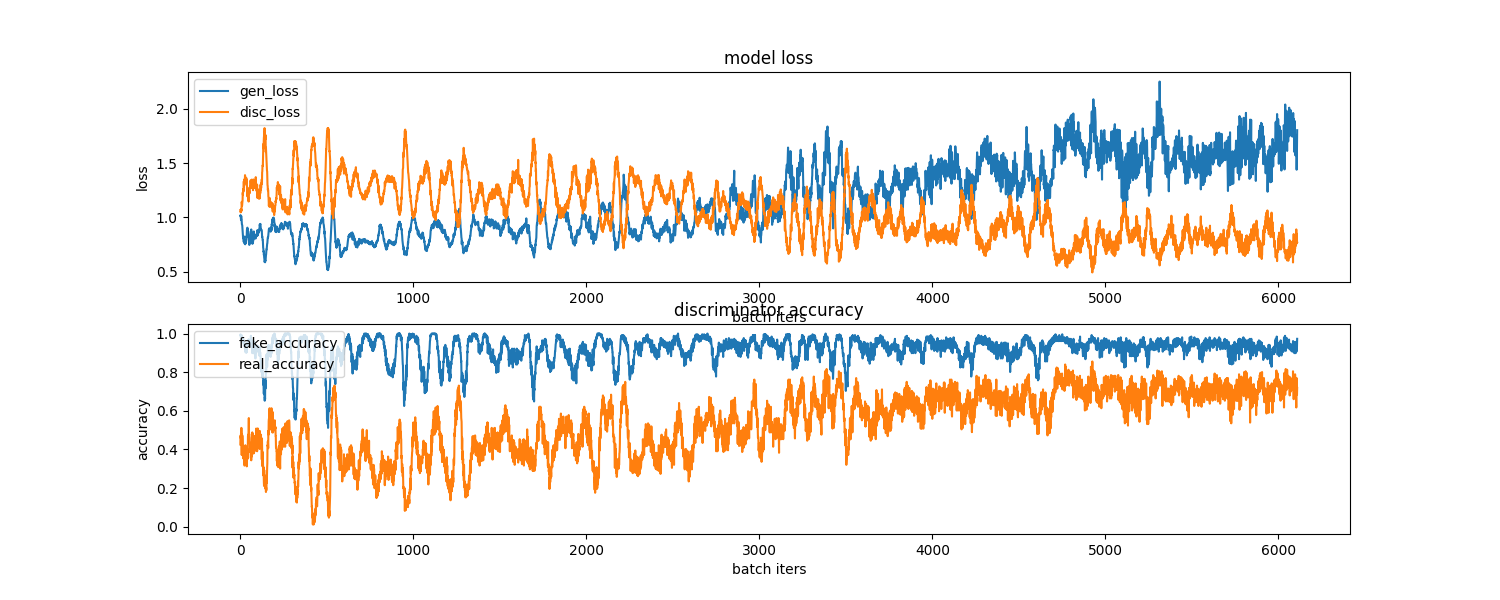 model loss
gen_loss
disc_loss
loss
2.0
1.5
1.0
0.5
0 1000 2000 3000 4000 5000 6000
batch iters
discriminator accuracy
fake_accuracy
real_accuracy
accuracy
1.0
0.8
0.6
0.4
0.2
0.0
0 1000 2000 3000 4000 5000 6000
batch iters